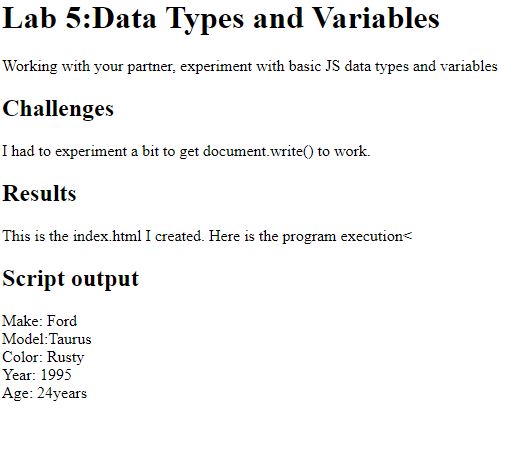 Lab 5:Data Types and Variables
Working with your partner, experiment with basic JS data types and variables
Challenges
I had to experiment a bit to get document.write() to work.
Results
This is the index.html I created. Here is the program execution<
Script output
Make: Ford
Model:Taurus
Color: Rusty
Year: 1995
Age: 24years